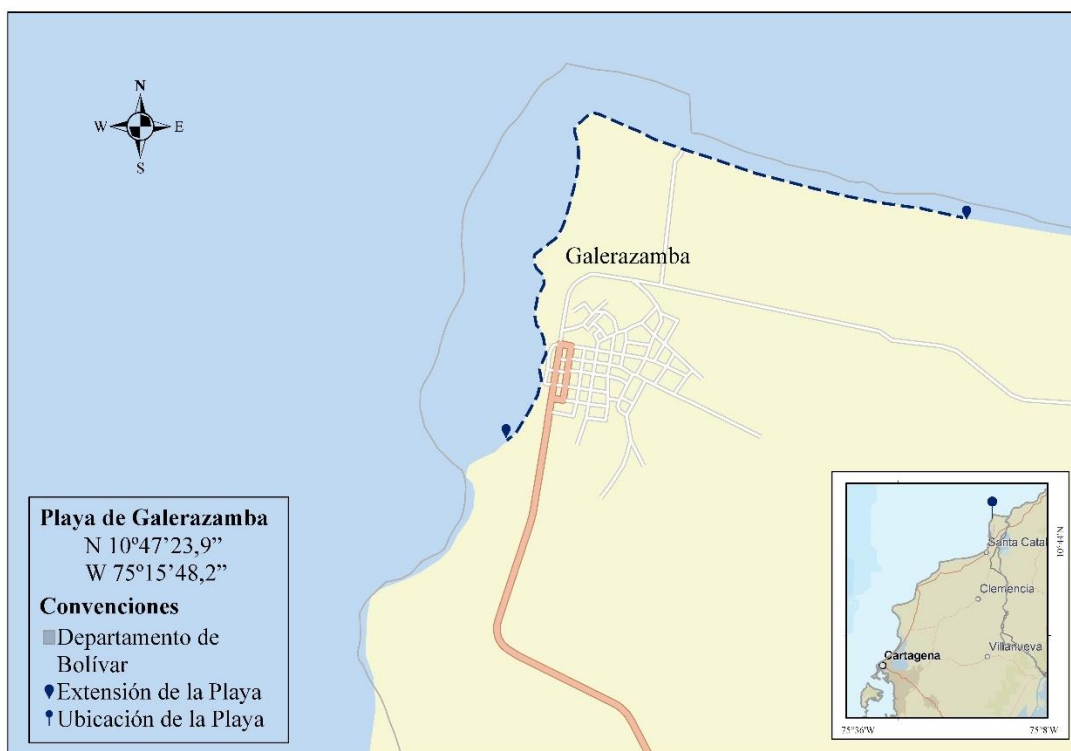 N
W E
S
Galerazamba
Playa de Galerazamba
N 10º47’23,9”
W 75º15’48,2”
Convenciones
Departamento de
Bolívar
Extensión de la Playa
Ubicación de la Playa
Santa Catal
Clemencia
Villanueva
Cartagena
10°44'N
75°36'W 75°8'W